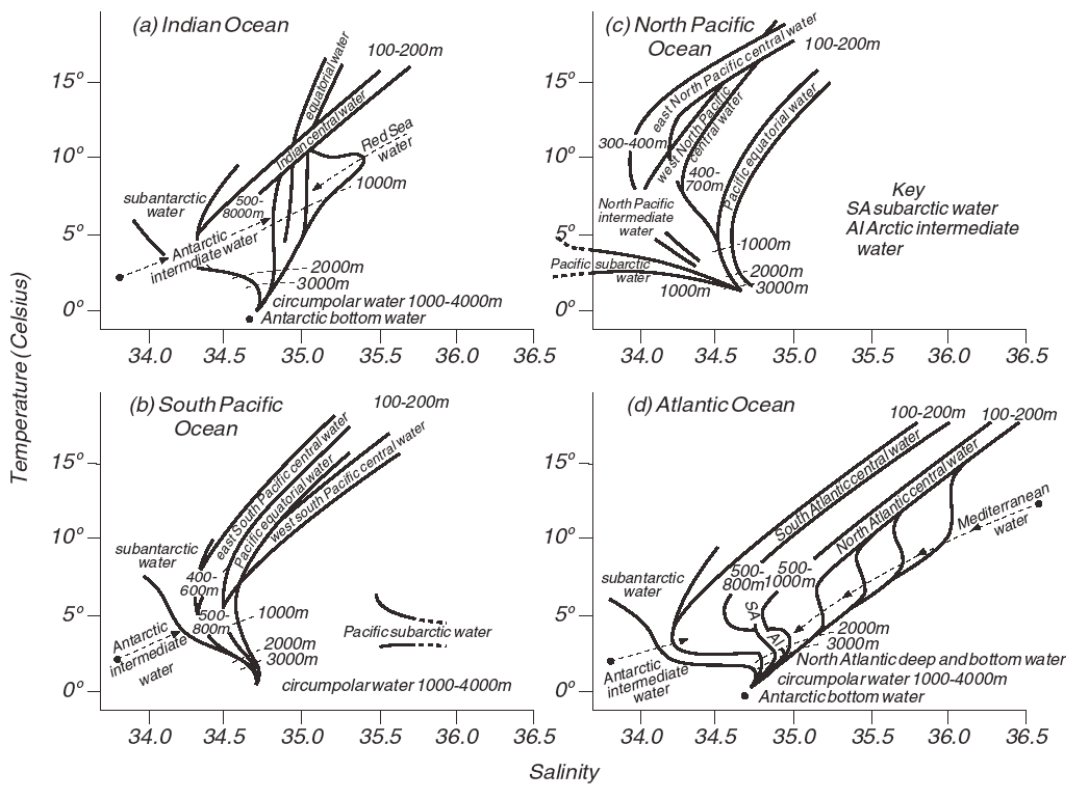 (a) Indian Ocean
100-200m
equatorial water
Indian central water
Red Sea
water
1000m
subantarctic
water
500-
8000m
Antarctic
intermdiate water
2000m
3000m
circumpolar water 1000-4000m
Antarctic bottom water
15°
10°
5°
0°
34.0 34.5 35.0 35.5 36.0 36.5
(c) North Pacific
Ocean
100-200m
east North Pacific central water
west North Pacific
central water
300-400m
Pacific equatorial water
400-
700m
North Pacific
intermediate
water
1000m
Pacific subarctic
water
2000m
3000m
1000m
Key
SA subarctic water
AI Arctic intermediate
water
15°
10°
5°
0°
34.0 34.5 35.0 35.5 36.0 36.5
Temperature (Celsius)
(b) South Pacific
Ocean
100-200m
east South Pacific central water
Pacific equatorial water
west south Pacific central water
subantarctic
water
400-
600m
500-
800m
1000m
Antarctic
intermediate
water
2000m
3000m
Pacific subarctic water
circumpolar water 1000-4000m
15°
10°
5°
0°
34.0 34.5 35.0 35.5 36.0 36.5
(d) Atlantic Ocean
100-200m
100-200m
South Atlantic central water
North Atlantic central water
Mediterranean
water
500-
800m
500-
1000m
subantarctic
water
SA
AI
2000m
3000m
Antarctic
intermediate
water
North Atlantic deep and bottom water
circumpolar water 1000-4000m
Antarctic bottom water
15°
10°
5°
0°
34.0 34.5 35.0 35.5 36.0 36.5
Salinity